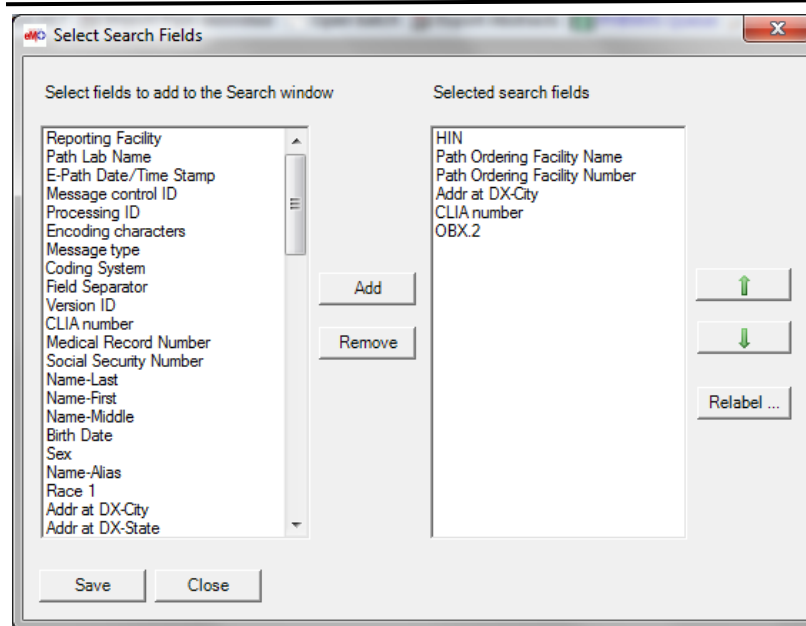 eMO Select Search Fields
Select fields to add to the Search window
Selected search fields
Reporting Facility
Path Lab Name
E-Path Date/Time Stamp
Message control ID
Processing ID
Encoding characters
Message type
Coding System
Field Separator
Version ID
CLIA number
Medical Record Number
Social Security Number
Name-Last
Name-First
Name-Middle
Birth Date
Sex
Name-Alias
Race 1
Addr at DX-City
Addr at DX-State
HIN
Path Ordering Facility Name
Path Ordering Facility Number
Addr at DX-City
CLIA number
OBX.2
Add
Remove
Relabel ...
Save
Close